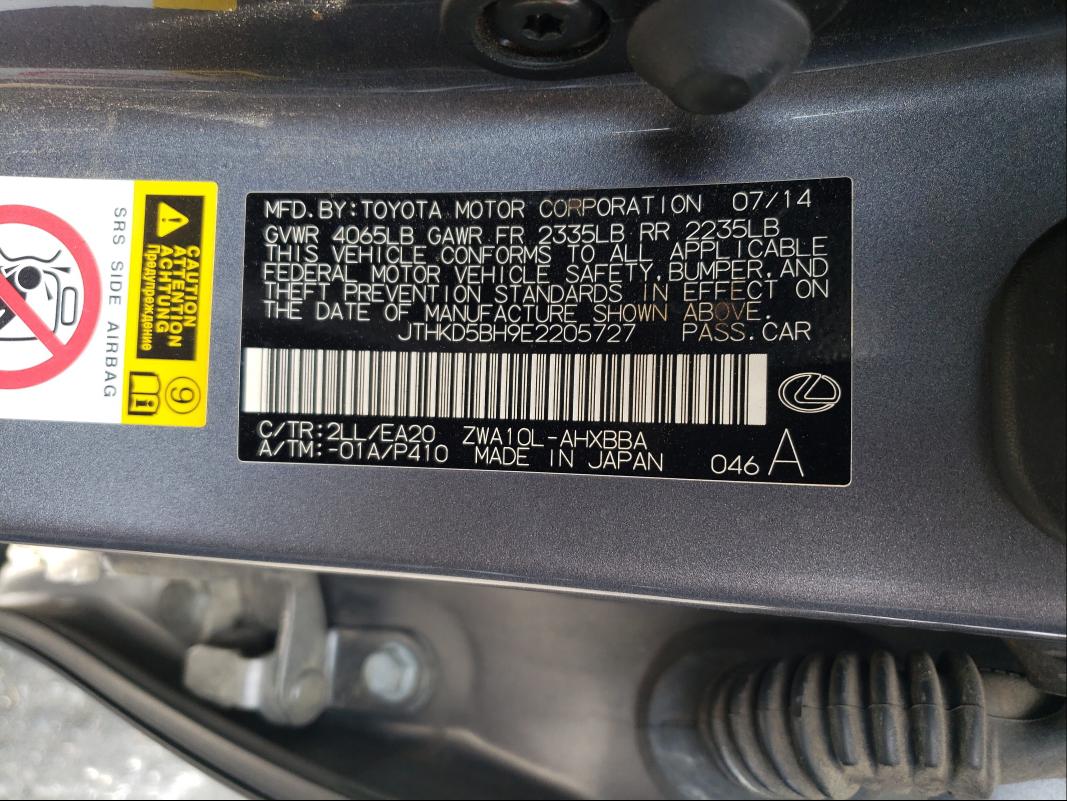 MFD.BY:TOYOTA MOTOR CORPORATION 07/14
GVWR 4065LB GAWR FR 2335LB RR 2235LB
THIS VEHICLE CONFORMS TO ALL APPLICABLE
FEDERAL MOTOR VEHICLE SAFETY,BUMPER,AND
THEFT PREVENTION STANDARDS IN EFFECT ON
THE DATE OF MANUFACTURE SHOWN ABOVE.
JTHKD5BH9E2205727 PASS.CAR
C/TR:2LL/EA20 ZWA10L-AHXBBA
A/TM:-01A/P410 MADE IN JAPAN 046 A
CAUTION
ATTENTION
ACHTUNG
Предупреждение
9
SRS SIDE AIRBAG